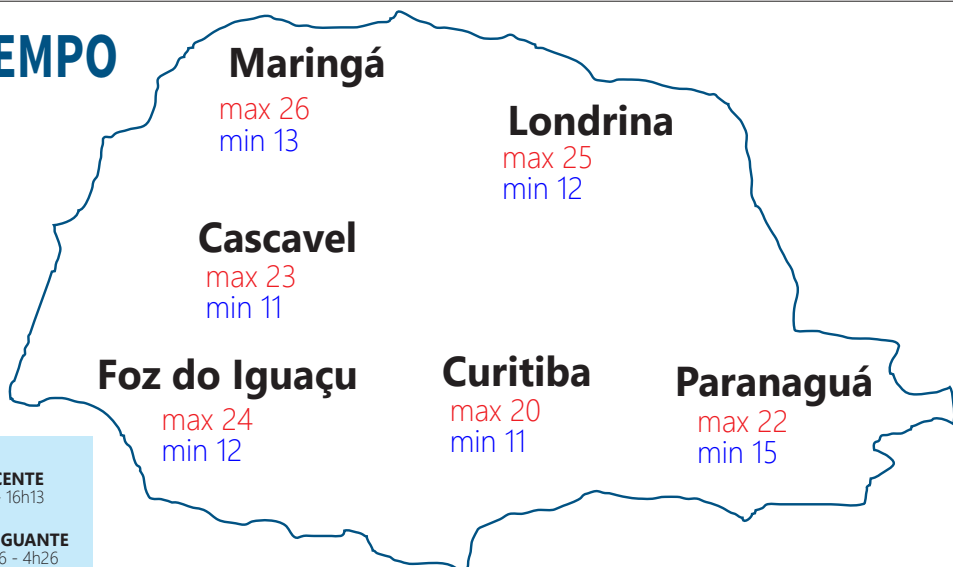 EMPO
Maringá
max 26
min 13
Londrina
max 25
min 12
Cascavel
max 23
min 11
Foz do Iguaçu
max 24
min 12
Curitiba
max 20
min 11
Paranaguá
max 22
min 15
CENTE
- 16h13
GUANTE
6 - 4h26